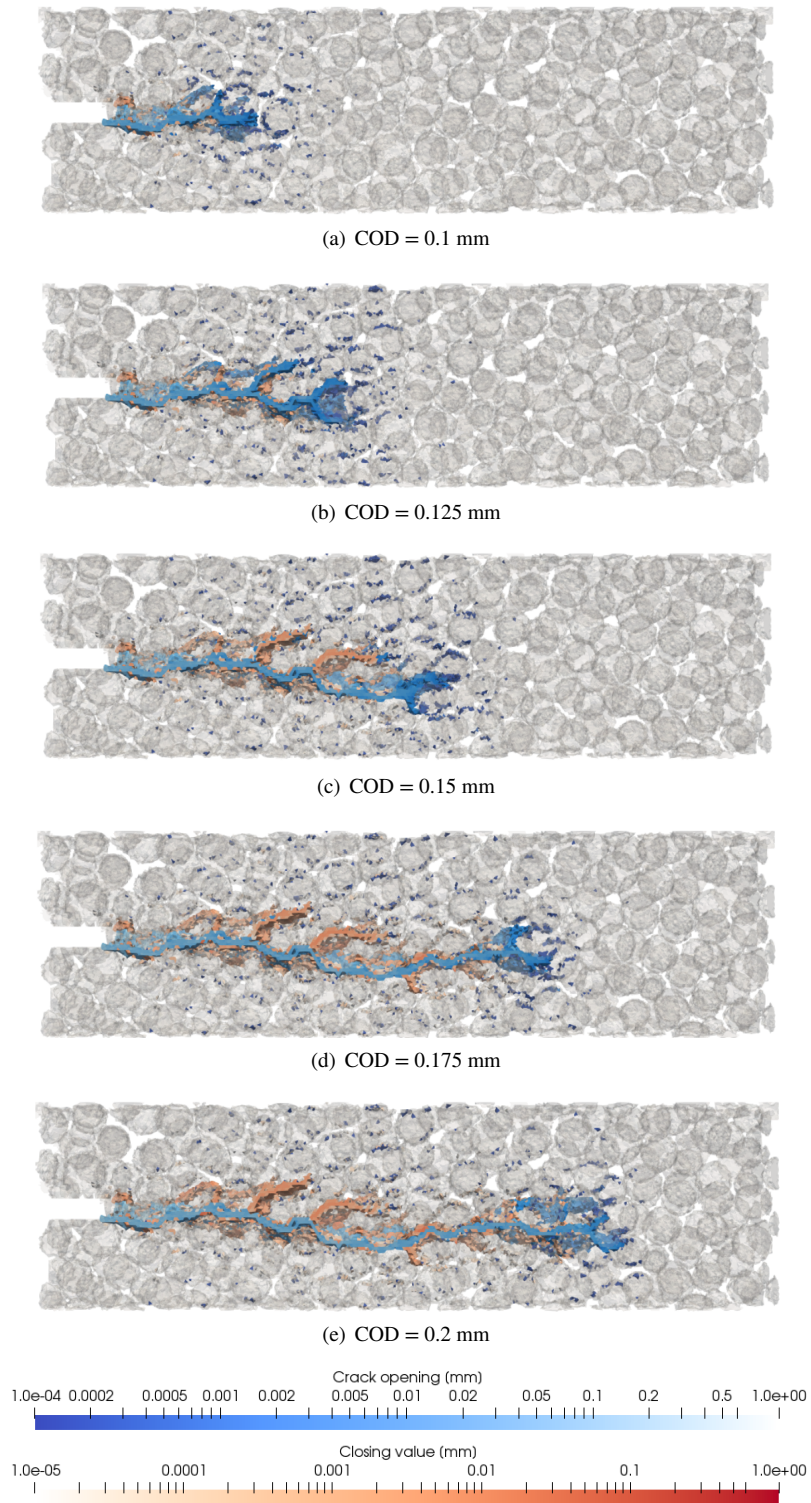 (a) COD = 0.1 mm
(b) COD = 0.125 mm
(c) COD = 0.15 mm
(d) COD = 0.175 mm
(e) COD = 0.2 mm
Crack opening (mm)
1.0e-04 0.0002 0.0005 0.001 0.002 0.005 0.01 0.02 0.05 0.1 0.2 0.5 1.0e+00
Closing value (mm)
1.0e-05 0.0001 0.001 0.01 0.1 1.0e+00